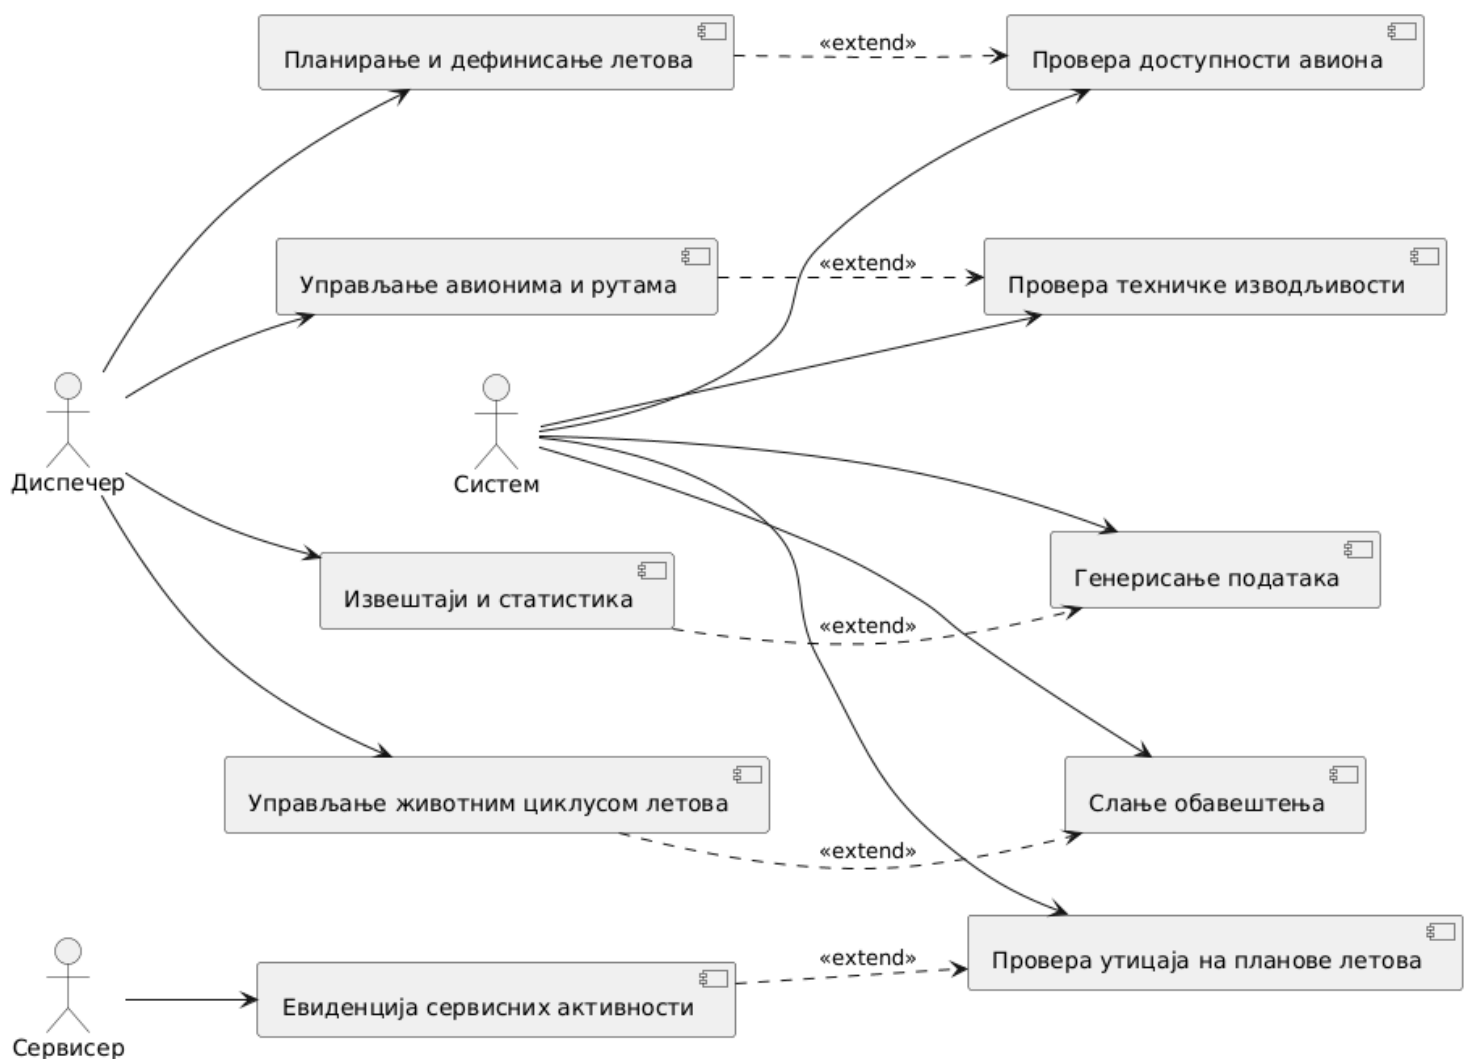 Планирање и дефинисање летова
«extend»
Провера доступности авиона
Управљање авионима и рутама
«extend»
Провера техничке изводљивости
Диспечер
Систем
Извештаји и статистика
«extend»
Генерисање података
Управљање животним циклусом летова
«extend»
Слање обавештења
Сервисер
Евиденција сервисних активности
«extend»
Провера утицаја на планове летова